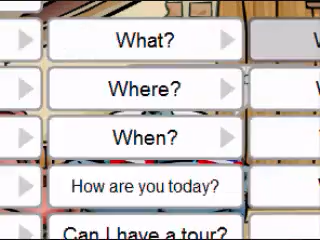 What?
Where?
When?
How are you today?
Can I have a tour?